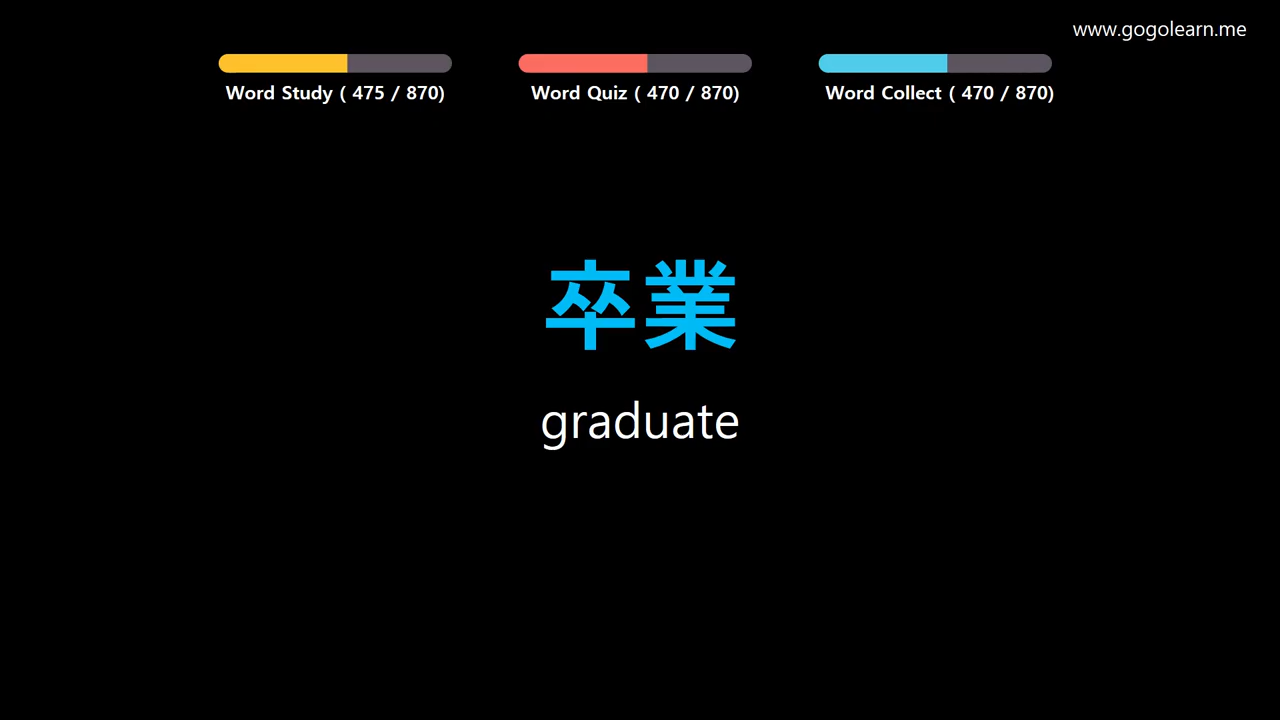 www.gogolearn.me
Word Study ( 475 / 870)
Word Quiz ( 470 / 870)
Word Collect ( 470 / 870)
卒業
graduate